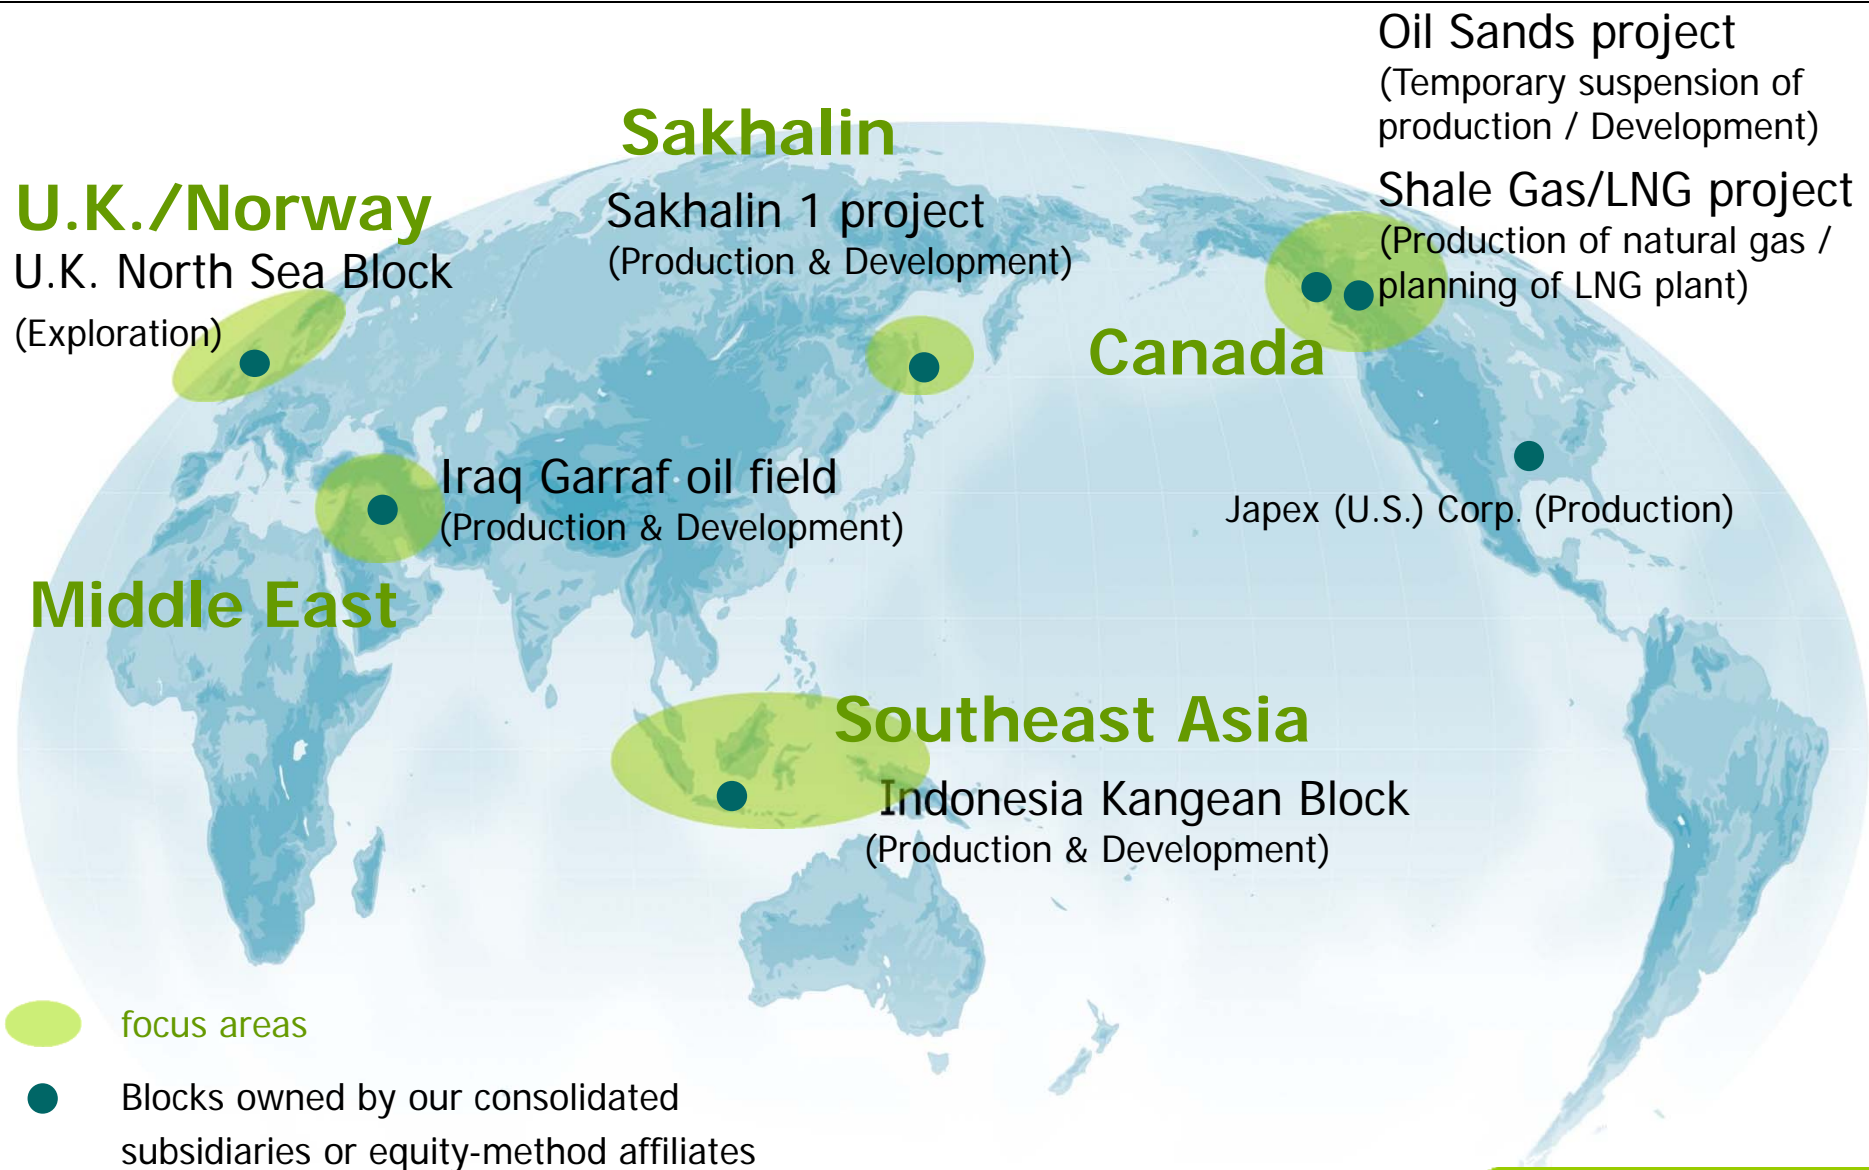 Oil Sands project
(Temporary suspension of
production / Development)
Shale Gas/LNG project
(Production of natural gas /
planning of LNG plant)
Canada
Sakhalin
Sakhalin 1 project
(Production & Development)
U.K./Norway
U.K. North Sea Block
(Exploration)
Iraq Garraf oil field
(Production & Development)
Middle East
Japex (U.S.) Corp. (Production)
Southeast Asia
Indonesia Kangean Block
(Production & Development)
focus areas
Blocks owned by our consolidated
subsidiaries or equity-method affiliates